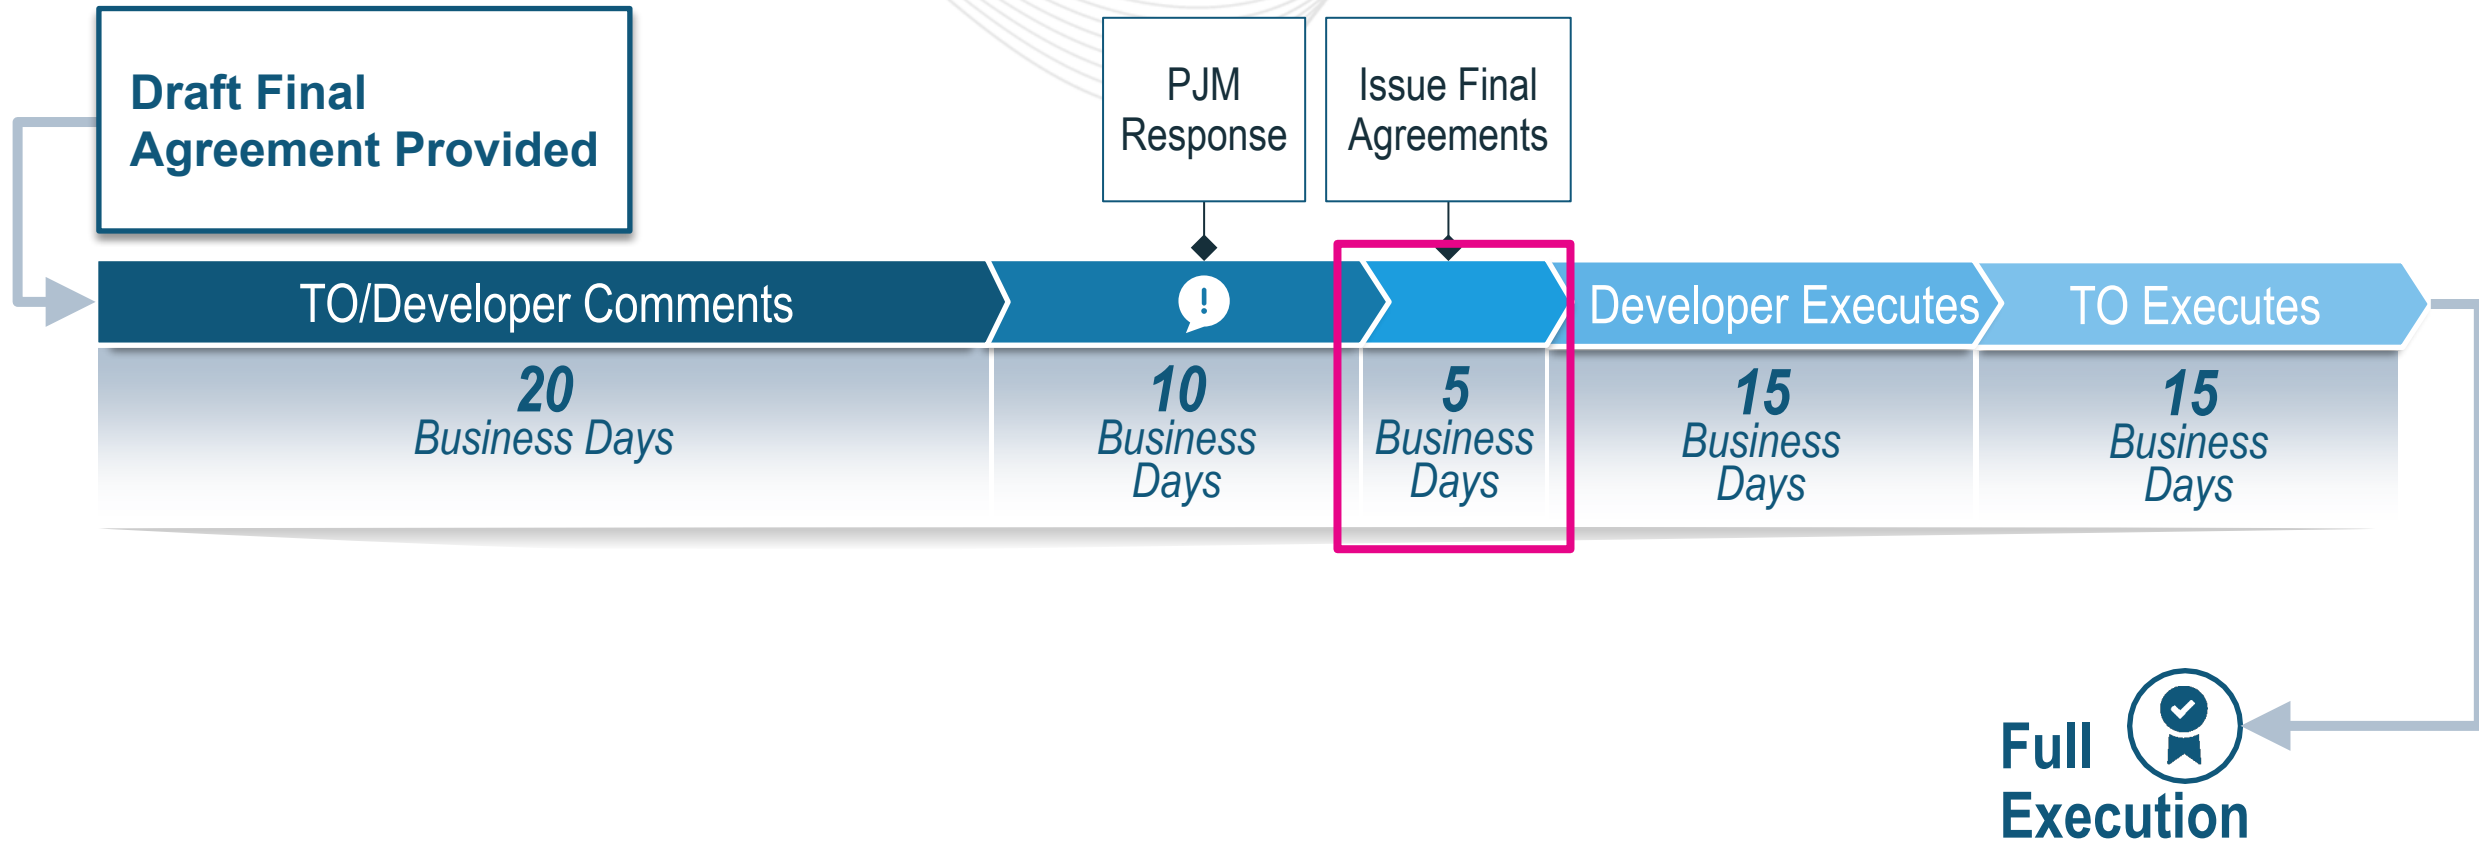 Draft Final
Agreement Provided
PJM
Response
Issue Final
Agreements
TO/Developer Comments
!
Developer Executes
TO Executes
20
Business Days
10
Business
Days
5
Business
Days
15
Business
Days
15
Business
Days
Full
Execution